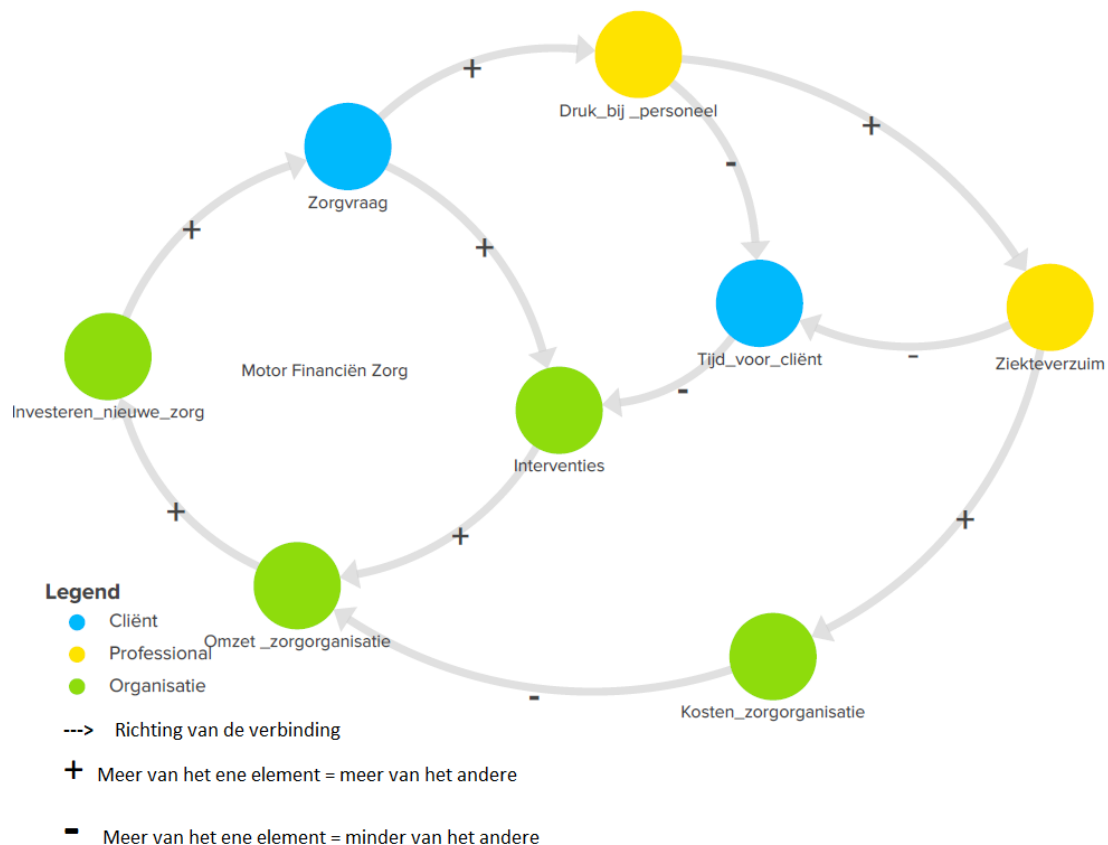 +
Druk_bij _personeel
+
-
Zorgvraag
+
+
Tijd_voor_cliënt
-
Ziekteverzuim
Motor Financiën Zorg
-
Investeren_nieuwe_zorg
Interventies
+
+
+
Omzet _zorgorganisatie
-
Kosten_zorgorganisatie
Legend
Cliënt
Professional
Organisatie
---> Richting van de verbinding
+ Meer van het ene element = meer van het andere
- Meer van het ene element = minder van het andere